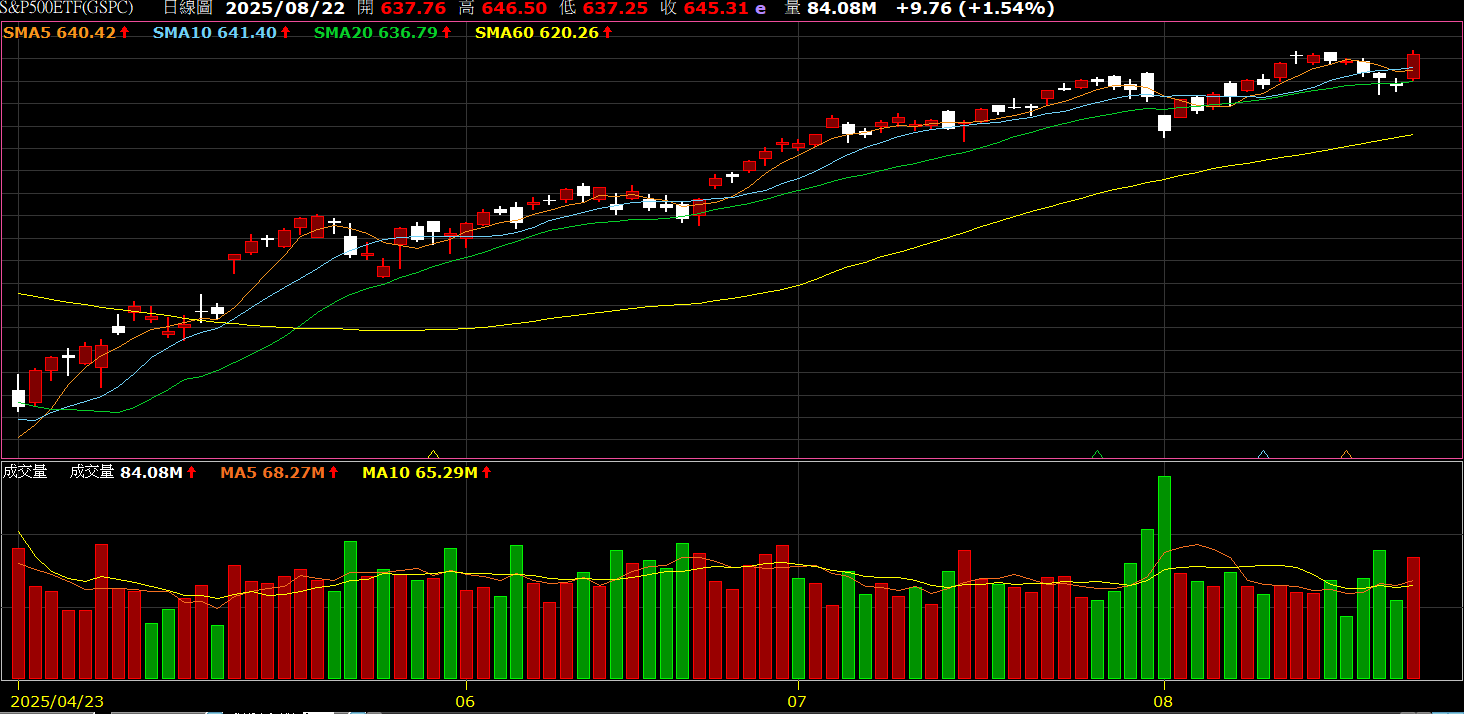 S&P500ETF(GSPC) 日線圖 2025/08/22 開 637.76 高 646.50 低 637.25 收 645.31 e 量 84.08M +9.76 (+1.54%)
SMA5 640.42 SMA10 641.40 SMA20 636.79 SMA60 620.26
成交量 成交量 84.08M MA5 68.27M MA10 65.29M
2025/04/23 06 07 08